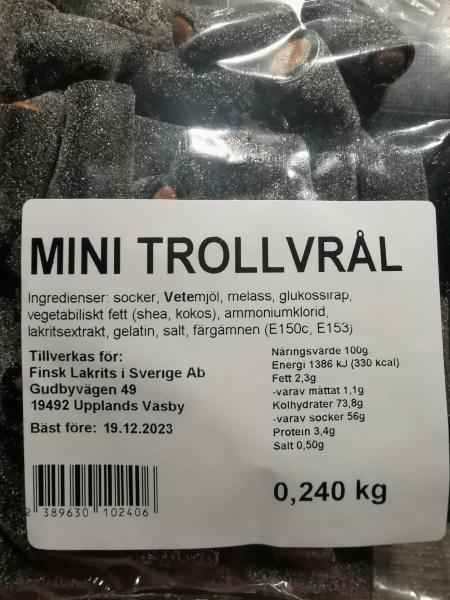 MINI TROLLVRÅL
Ingredienser: socker, Vetemjöl, melass, glukossirap,
vegetabiliskt fett (shea, kokos), ammoniumklorid,
lakritsextrakt, gelatin, salt, färgämnen (E150c, E153)
Tillverkas för:
Finsk Lakrits i Sverige Ab
Gudbyvägen 49
19492 Upplands Väsby
Bäst före: 19.12.2023
Näringsvärde 100g
Energi 1386 kJ (330 kcal)
Fett 2,3g
-varav mättat 1,1g
Kolhydrater 73,8g
-varav socker 56g
Protein 3,4g
Salt 0,50g
2 389630 102406
0,240 kg